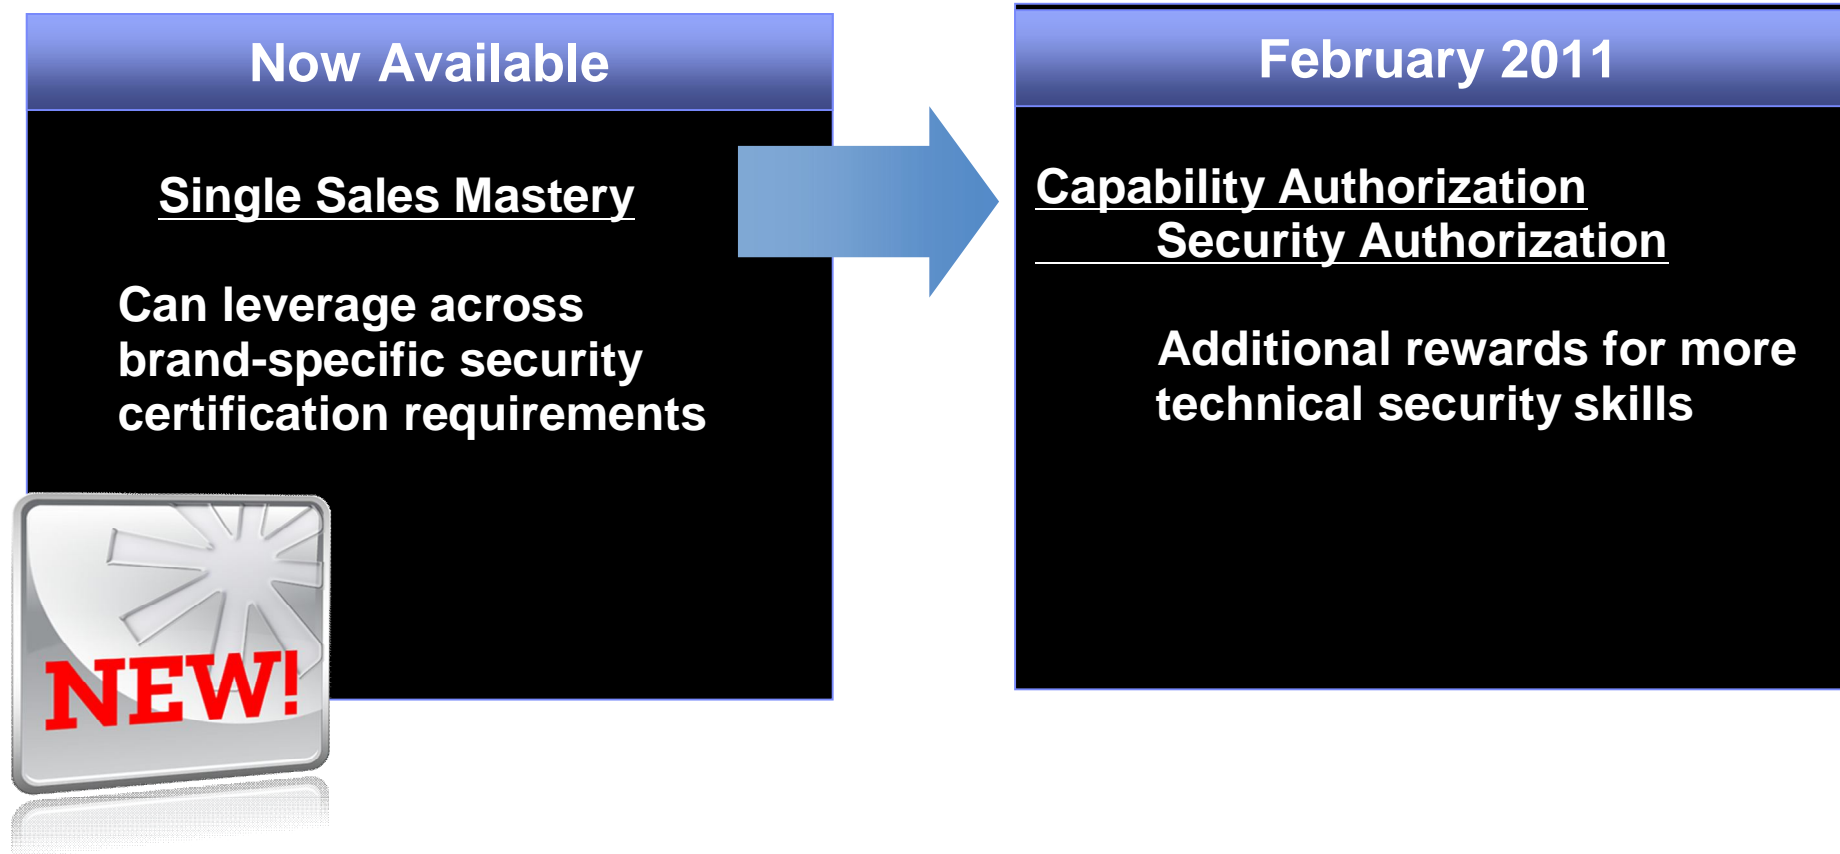 Now Available
Single Sales Mastery
Can leverage across
brand-specific security
certification requirements
NEW!
February 2011
Capability Authorization
Security Authorization
Additional rewards for more
technical security skills